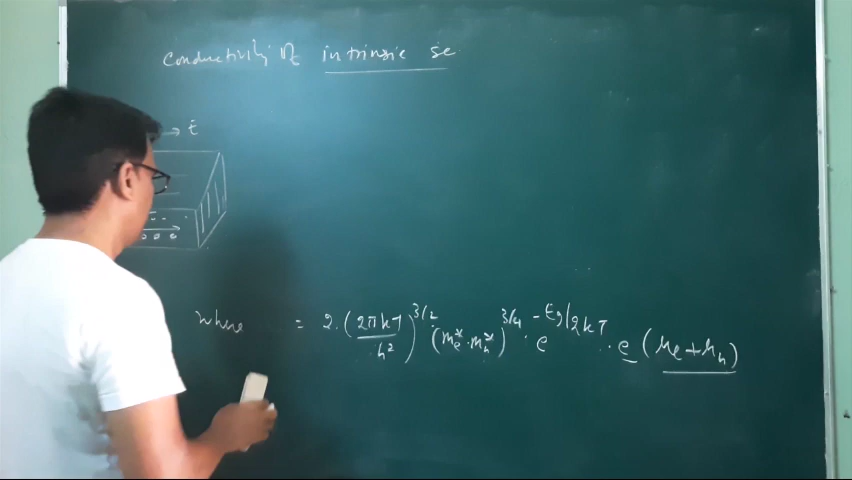 Conductivity of intrinsic sc
→ E
where = 2. (2πkT/h²)^3/2 (me*.mh*)^3/4 . e^-Eg/2kT . e (μe+μh)